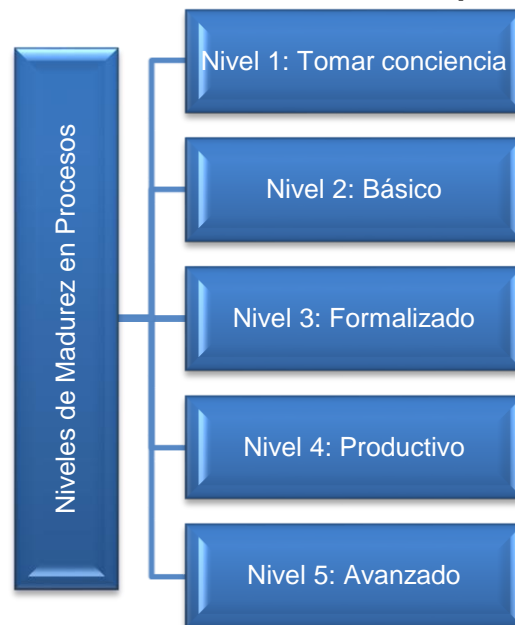 Niveles de Madurez en Procesos
Nivel 1: Tomar conciencia
Nivel 2: Básico
Nivel 3: Formalizado
Nivel 4: Productivo
Nivel 5: Avanzado